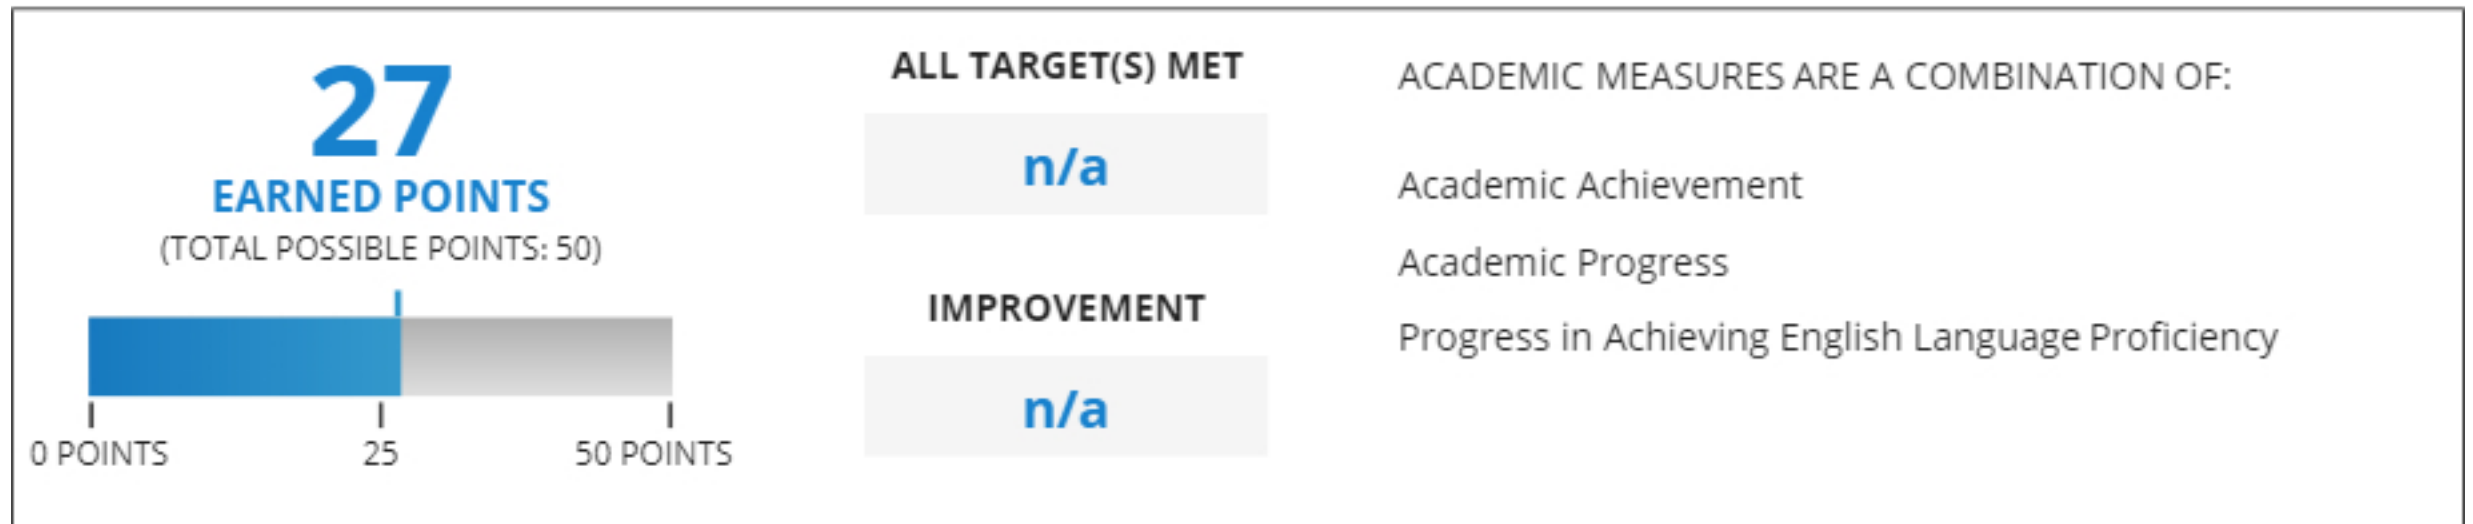 27
EARNED POINTS
(TOTAL POSSIBLE POINTS: 50)
0 POINTS
25
50 POINTS
ALL TARGET(S) MET
n/a
IMPROVEMENT
n/a
ACADEMIC MEASURES ARE A COMBINATION OF:
Academic Achievement
Academic Progress
Progress in Achieving English Language Proficiency